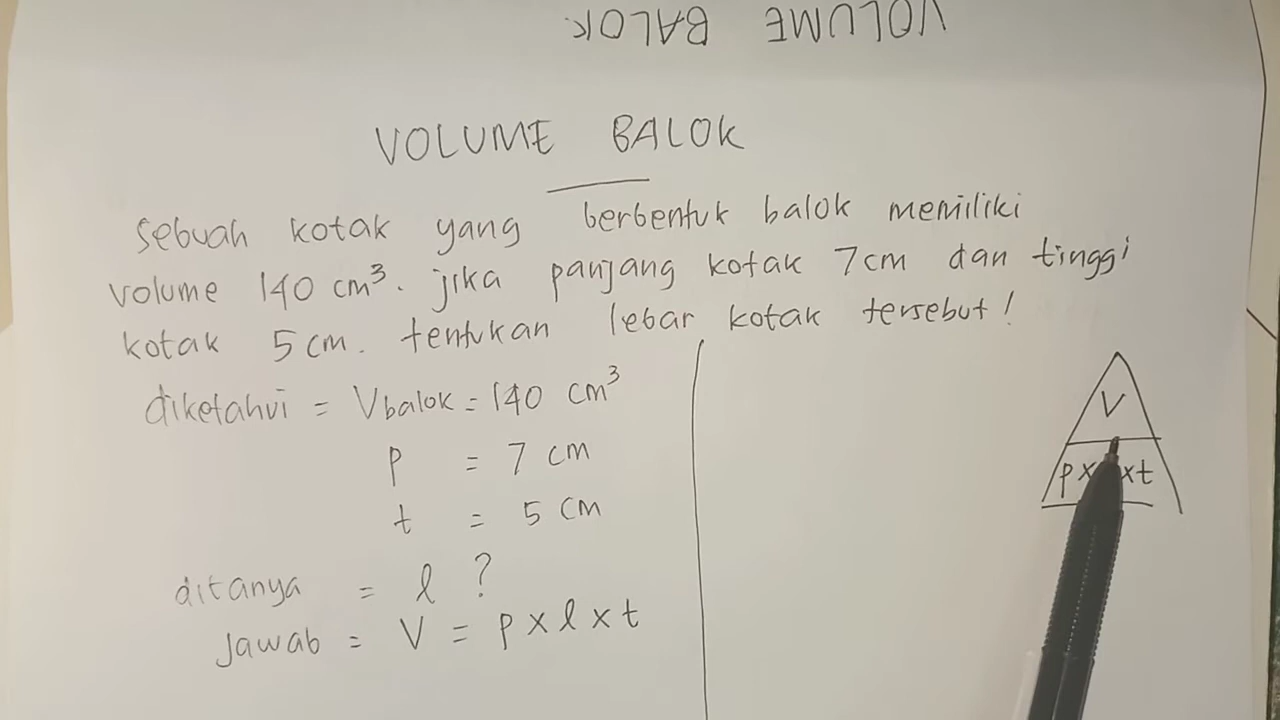 VOLUME BALOK
VOLUME BALOK
sebuah kotak yang berbentuk balok memiliki
volume 140 cm³. jika panjang kotak 7cm dan tinggi
kotak 5 cm. tentukan lebar kotak tersebut!
diketahui = Vbalok = 140 cm³
p = 7 cm
t = 5 cm
ditanya = l ?
Jawab = V = p x l x t
V
p x x t